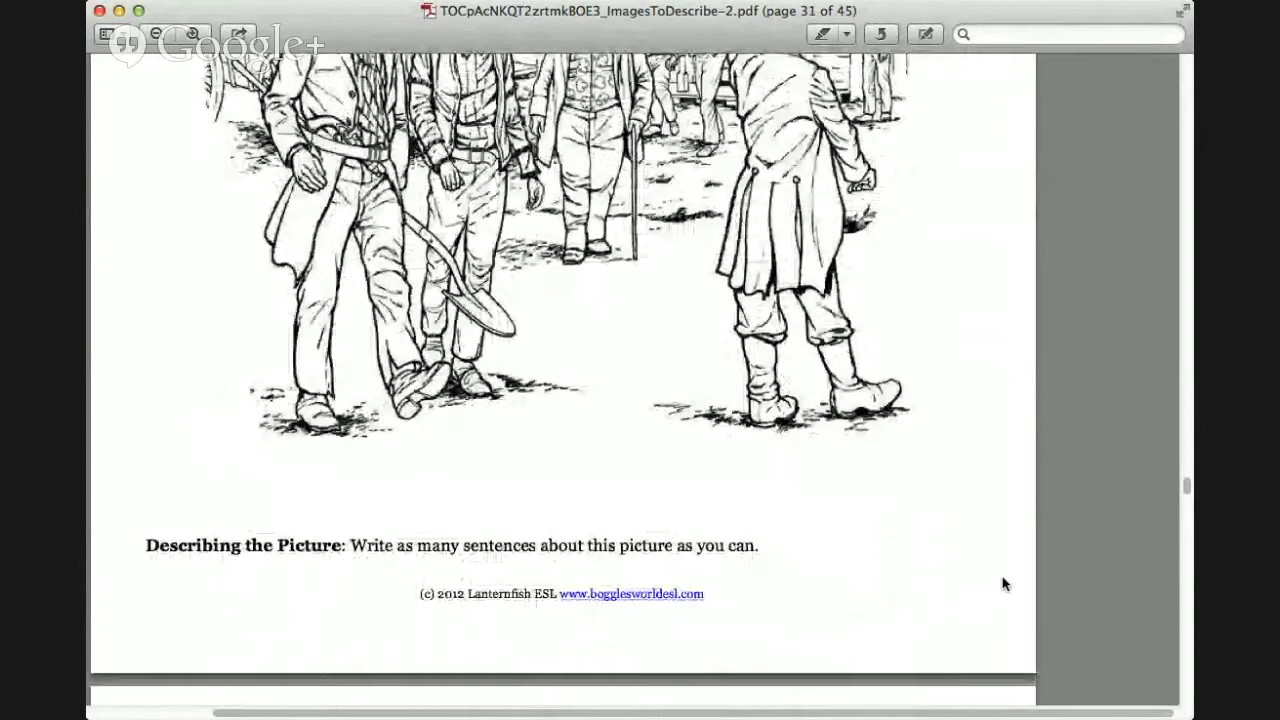 TOCpAcNKQT2zrtmkBOE3_ImagesToDescribe-2.pdf (page 31 of 45)
Google+
Describing the Picture: Write as many sentences about this picture as you can.
(c) 2012 Lanternfish ESL www.bogglesworldesl.com